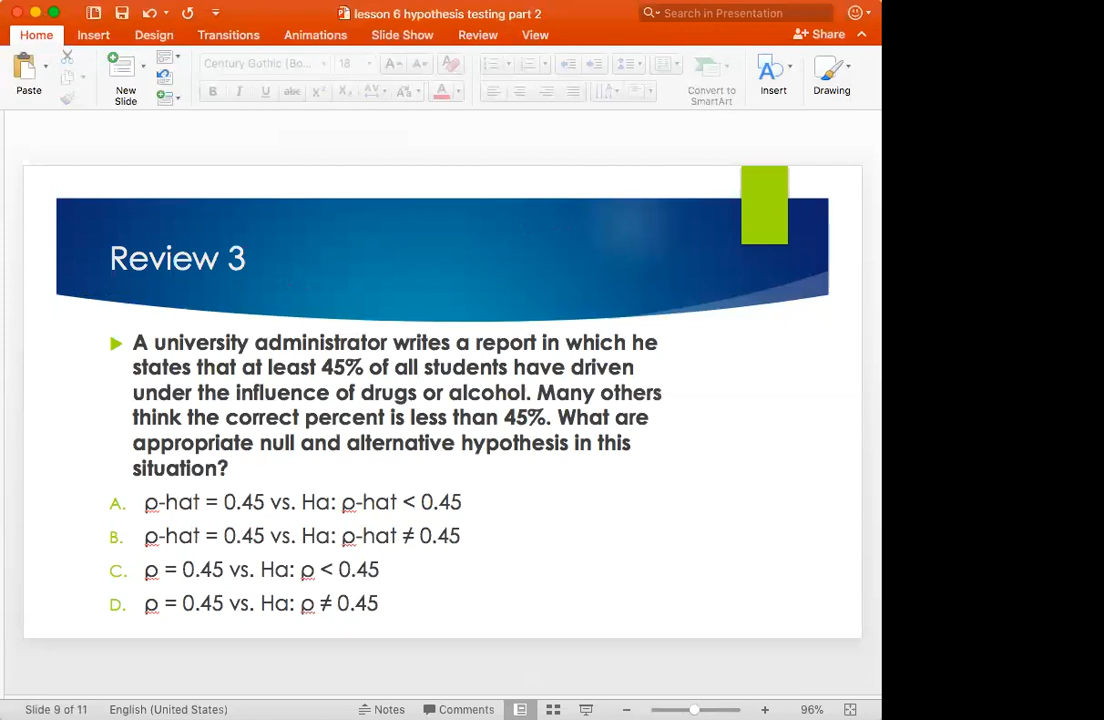 lesson 6 hypothesis testing part 2
Search in Presentation
Home Insert Design Transitions Animations Slide Show Review View
Share
Century Gothic (Bo... 18
Paste
New
Slide
Convert to
SmartArt
Insert
Drawing
Review 3
A university administrator writes a report in which he
states that at least 45% of all students have driven
under the influence of drugs or alcohol. Many others
think the correct percent is less than 45%. What are
appropriate null and alternative hypothesis in this
situation?
A. ρ-hat = 0.45 vs. Ha: ρ-hat < 0.45
B. ρ-hat = 0.45 vs. Ha: ρ-hat ≠ 0.45
C. ρ = 0.45 vs. Ha: ρ < 0.45
D. ρ = 0.45 vs. Ha: ρ ≠ 0.45
Slide 9 of 11 English (United States) Notes Comments 96%